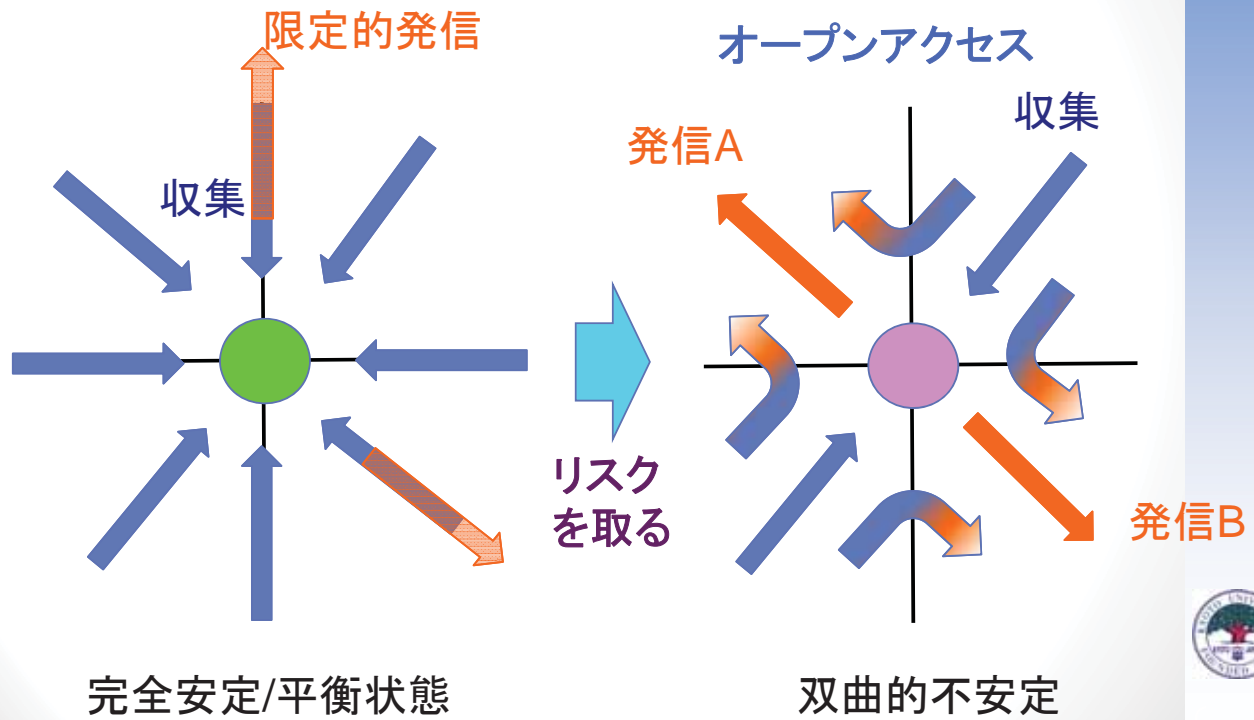 限定的発信
オープンアクセス
収集
発信A
収集
リスク
を取る
発信B
完全安定/平衡状態
双曲的不安定